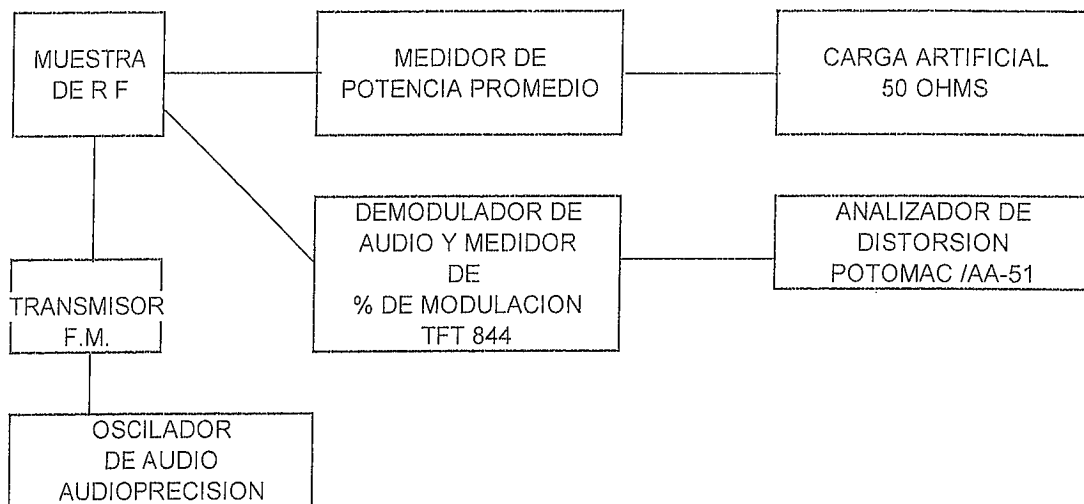 MUESTRA
DE R F
MEDIDOR DE
POTENCIA PROMEDIO
CARGA ARTIFICIAL
50 OHMS
DEMODULADOR DE
AUDIO Y MEDIDOR
DE
% DE MODULACION
TFT 844
ANALIZADOR DE
DISTORSION
POTOMAC /AA-51
TRANSMISOR
F.M.
OSCILADOR
DE AUDIO
AUDIOPRECISION